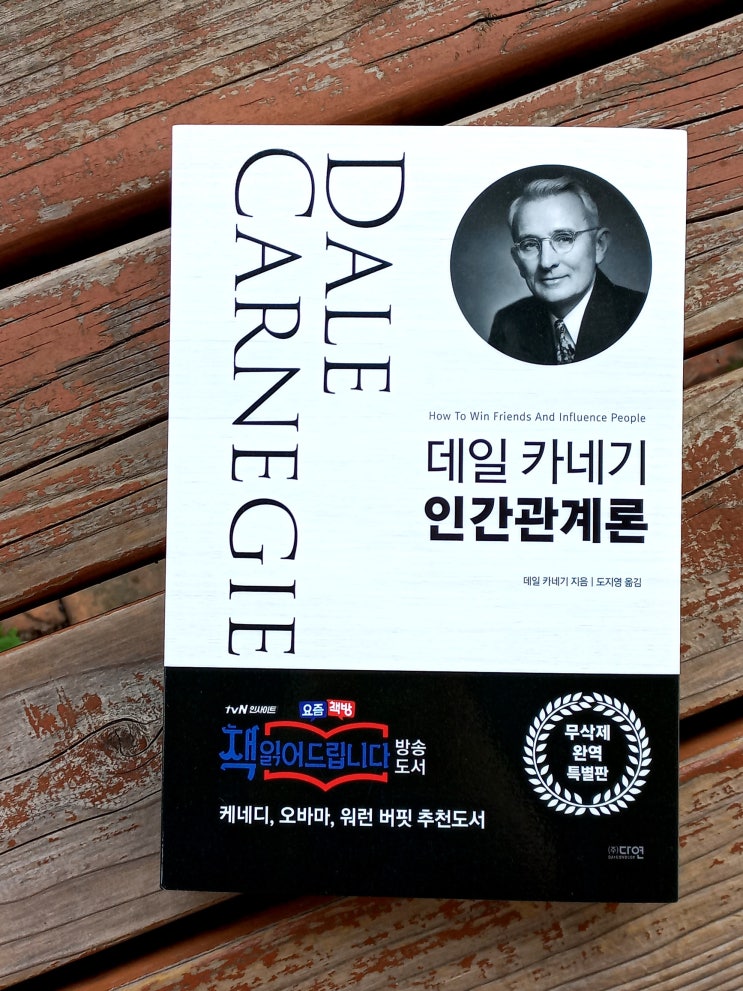 DALE
CARNEGIE
How To Win Friends And Influence People
데일 카네기
인간관계론
데일 카네기 지음 | 도지영 옮김
tvN 인사이트
요즘 책방
책 읽어드립니다
방송
도서
케네디, 오바마, 워런 버핏 추천도서
무삭제
완역
특별판
(주)다연